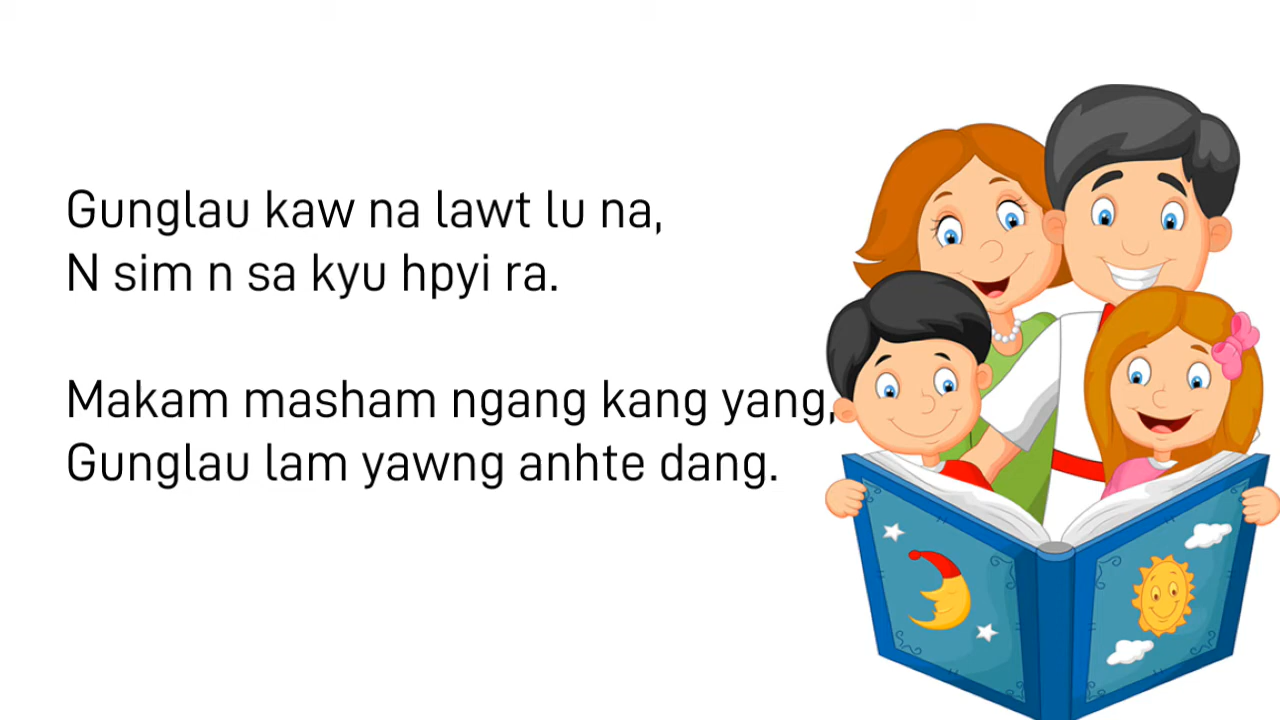 Gunglau kaw na lawt lu na,
N sim n sa kyu hpyi ra.
Makam masham ngang kang yang,
Gunglau lam yawng anhte dang.